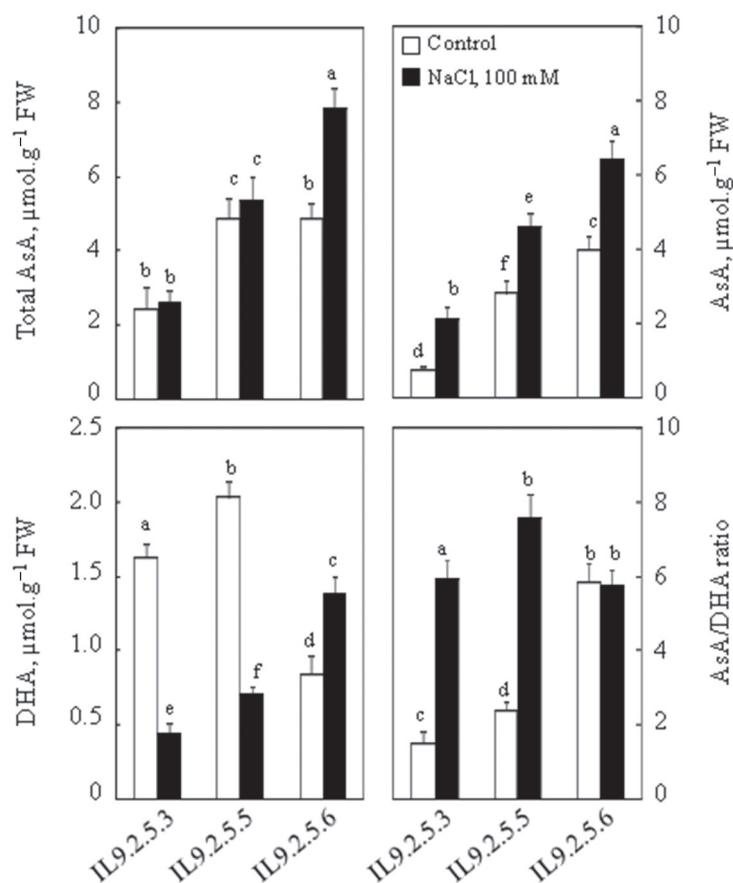 10
8
6
4
2
0
Total AsA, μmol.g⁻¹ FW
b
b
c
c
b
a
Control
NaCl, 100 mM
d
b
f
e
c
a
10
8
6
4
2
0
AsA, μmol.g⁻¹ FW
2.5
2.0
1.5
1.0
0.5
0
DHA, μmol.g⁻¹ FW
a
e
b
f
d
c
c
a
d
b
b
b
10
8
6
4
2
0
AsA/DHA ratio
IL9.2.5.3
IL9.2.5.5
IL9.2.5.6
IL9.2.5.3
IL9.2.5.5
IL9.2.5.6